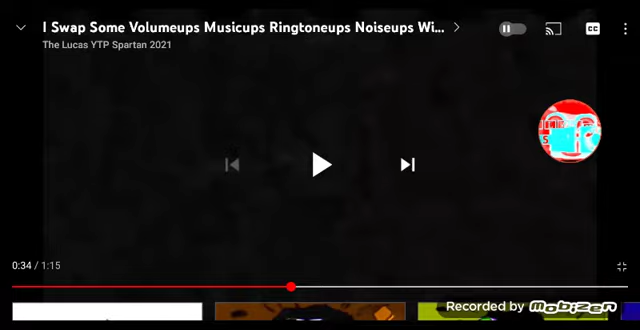 I Swap Some Volumeups Musicups Ringtoneups Noiseups Wi...
The Lucas YTP Spartan 2021
CC
0:34 / 1:15
Recorded by Mobizen